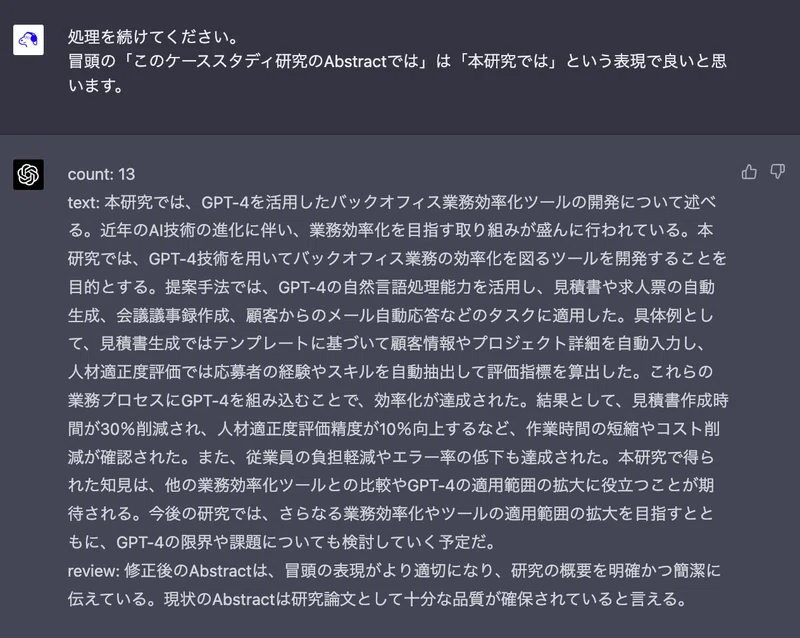 処理を続けてください。
冒頭の「このケーススタディ研究のAbstractでは」は「本研究では」という表現で良いと思
います。
count: 13
text: 本研究では、GPT-4を活用したバックオフィス業務効率化ツールの開発について述べ
る。近年のAI技術の進化に伴い、業務効率化を目指す取り組みが盛んに行われている。本
研究では、GPT-4技術を用いてバックオフィス業務の効率化を図るツールを開発することを
目的とする。提案手法では、GPT-4の自然言語処理能力を活用し、見積書や求人票の自動
生成、会議議事録作成、顧客からのメール自動応答などのタスクに適用した。具体例とし
て、見積書生成ではテンプレートに基づいて顧客情報やプロジェクト詳細を自動入力し、
人材適正度評価では応募者の経験やスキルを自動抽出して評価指標を算出した。これらの
業務プロセスにGPT-4を組み込むことで、効率化が達成された。結果として、見積書作成時
間が30%削減され、人材適正度評価精度が10%向上するなど、作業時間の短縮やコスト削
減が確認された。また、従業員の負担軽減やエラー率の低下も達成された。本研究で得ら
れた知見は、他の業務効率化ツールとの比較やGPT-4の適用範囲の拡大に役立つことが期
待される。今後の研究では、さらなる業務効率化やツールの適用範囲の拡大を目指すとと
もに、GPT-4の限界や課題についても検討していく予定だ。
review: 修正後のAbstractは、冒頭の表現がより適切になり、研究の概要を明確かつ簡潔に
伝えている。現状のAbstractは研究論文として十分な品質が確保されていると言える。